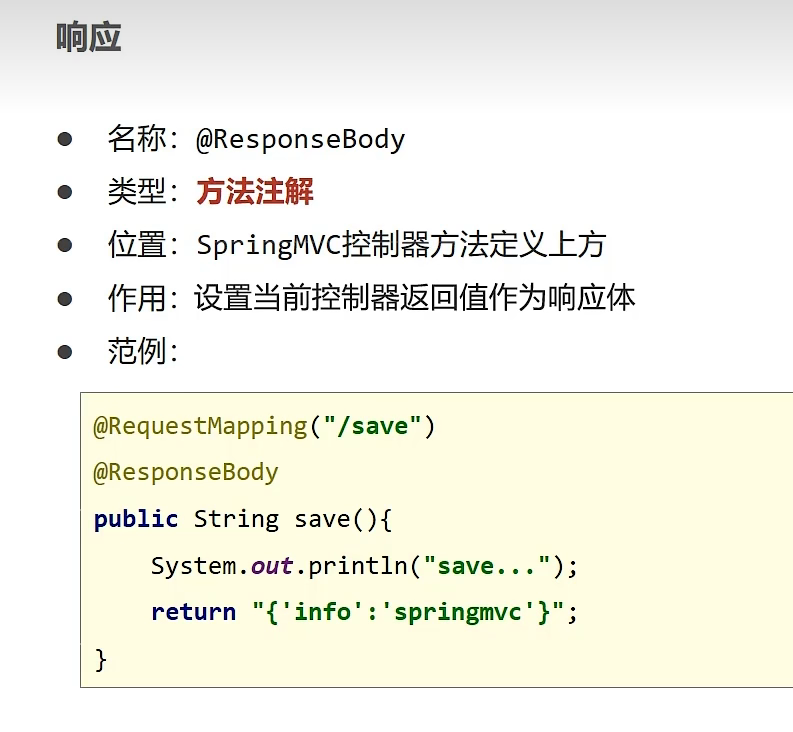 响应
● 名称：@ResponseBody
● 类型：方法注解
● 位置：SpringMVC控制器方法定义上方
● 作用：设置当前控制器返回值作为响应体
● 范例：
@RequestMapping("/save")
@ResponseBody
public String save(){
    System.out.println("save...");
    return "{'info':'springmvc'}";
}